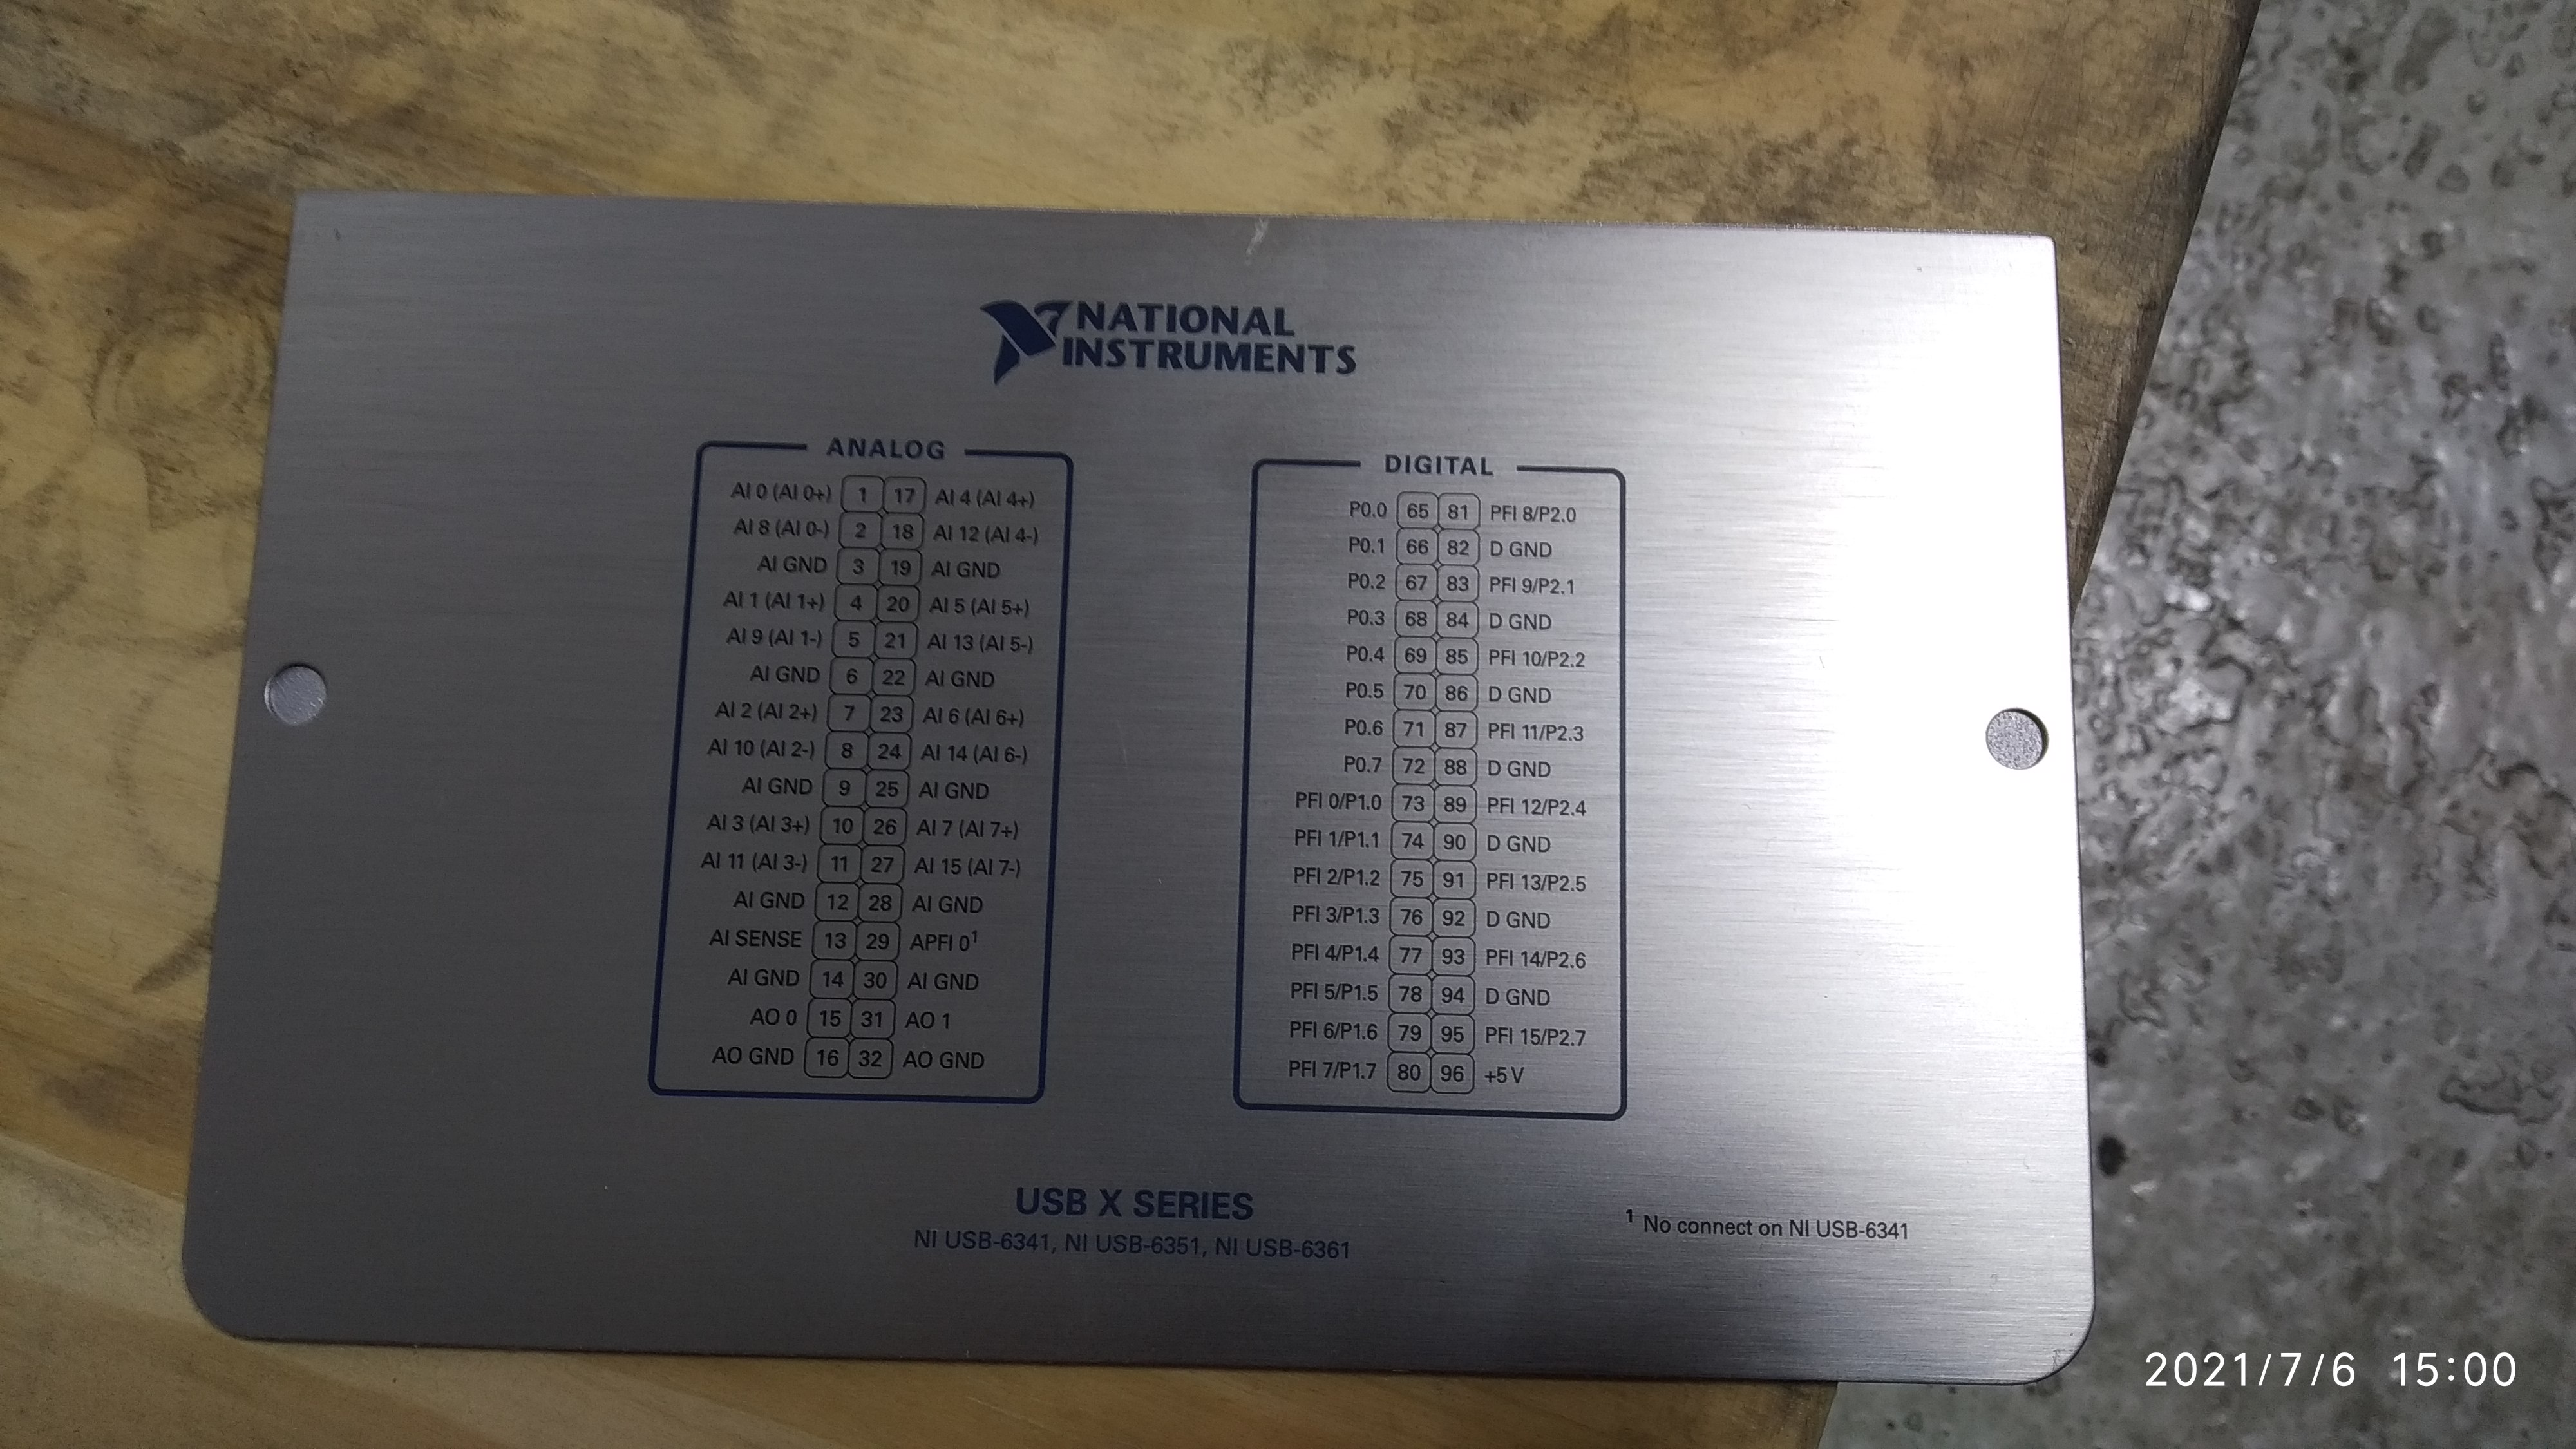 NATIONAL
INSTRUMENTS
ANALOG
AI 0 (AI 0+) 1 17 AI 4 (AI 4+)
AI 8 (AI 0-) 2 18 AI 12 (AI 4-)
AI GND 3 19 AI GND
AI 1 (AI 1+) 4 20 AI 5 (AI 5+)
AI 9 (AI 1-) 5 21 AI 13 (AI 5-)
AI GND 6 22 AI GND
AI 2 (AI 2+) 7 23 AI 6 (AI 6+)
AI 10 (AI 2-) 8 24 AI 14 (AI 6-)
AI GND 9 25 AI GND
AI 3 (AI 3+) 10 26 AI 7 (AI 7+)
AI 11 (AI 3-) 11 27 AI 15 (AI 7-)
AI GND 12 28 AI GND
AI SENSE 13 29 APFI 0¹
AI GND 14 30 AI GND
AO 0 15 31 AO 1
AO GND 16 32 AO GND
DIGITAL
P0.0 65 81 PFI 8/P2.0
P0.1 66 82 D GND
P0.2 67 83 PFI 9/P2.1
P0.3 68 84 D GND
P0.4 69 85 PFI 10/P2.2
P0.5 70 86 D GND
P0.6 71 87 PFI 11/P2.3
P0.7 72 88 D GND
PFI 0/P1.0 73 89 PFI 12/P2.4
PFI 1/P1.1 74 90 D GND
PFI 2/P1.2 75 91 PFI 13/P2.5
PFI 3/P1.3 76 92 D GND
PFI 4/P1.4 77 93 PFI 14/P2.6
PFI 5/P1.5 78 94 D GND
PFI 6/P1.6 79 95 PFI 15/P2.7
PFI 7/P1.7 80 96 +5 V
USB X SERIES
NI USB-6341, NI USB-6351, NI USB-6361
¹ No connect on NI USB-6341
2021/7/6 15:00